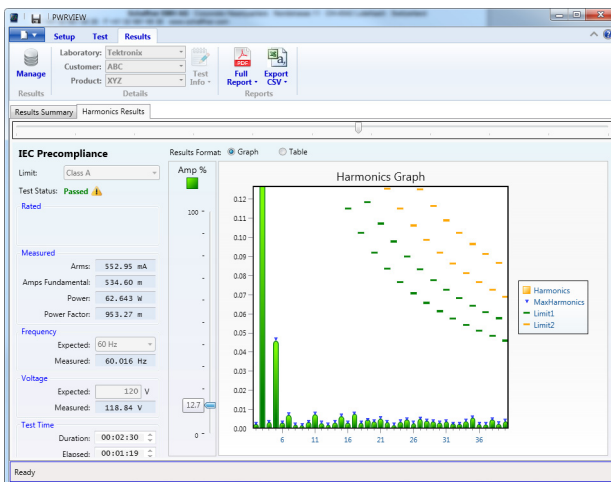 PWRVIEW
Setup Test Results
Manage
Results
Laboratory: Tektronix
Customer: ABC
Product: XYZ
Details
Test Info
Full Report
Export CSV
Reports
Results Summary Harmonics Results
IEC Precompliance
Results Format: Graph Table
Limit: Class A
Test Status: Passed
Rated
Measured
Arms: 552.95 mA
Amps Fundamental: 534.60 m
Power: 62.643 W
Power Factor: 953.27 m
Frequency
Expected: 60 Hz
Measured: 60.016 Hz
Voltage
Expected: 120 V
Measured: 118.84 V
Test Time
Duration: 00:02:30
Elapsed: 00:01:19
Amp %
100
12.7
0
Harmonics Graph
0.12
0.11
0.10
0.09
0.08
0.07
0.06
0.05
0.04
0.03
0.02
0.01
0.00
6 11 16 21 26 31 36
Harmonics
MaxHarmonics
Limit1
Limit2
Ready